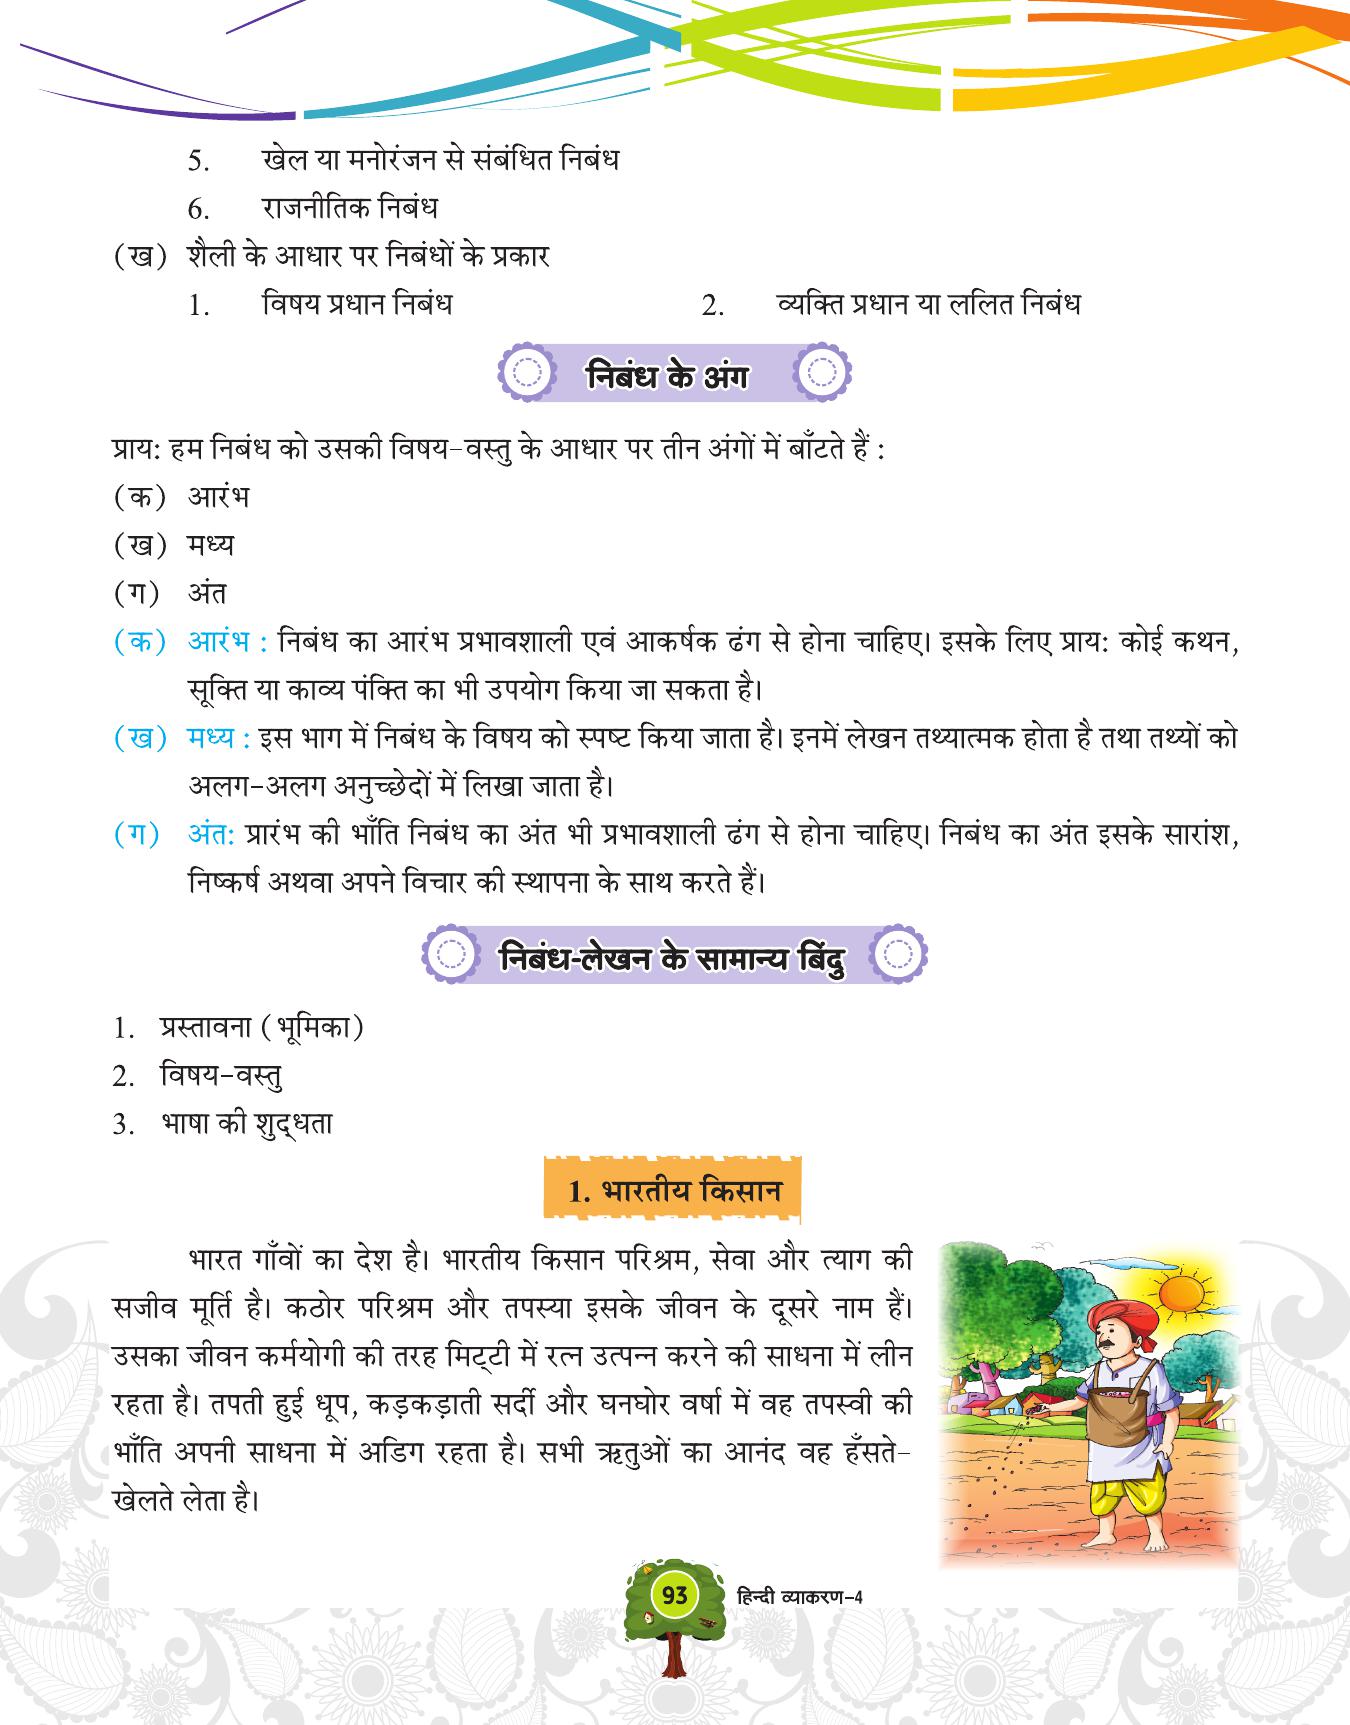 5. खेल या मनोरंजन से संबंधित निबंध
6. राजनीतिक निबंध
(ख) शैली के आधार पर निबंधों के प्रकार
1. विषय प्रधान निबंध 2. व्यक्ति प्रधान या ललित निबंध
निबंध के अंग
प्राय: हम निबंध को उसकी विषय-वस्तु के आधार पर तीन अंगों में बाँटते हैं :
(क) आरंभ
(ख) मध्य
(ग) अंत
(क) आरंभ : निबंध का आरंभ प्रभावशाली एवं आकर्षक ढंग से होना चाहिए। इसके लिए प्राय: कोई कथन,
सूक्ति या काव्य पंक्ति का भी उपयोग किया जा सकता है।
(ख) मध्य : इस भाग में निबंध के विषय को स्पष्ट किया जाता है। इनमें लेखन तथ्यात्मक होता है तथा तथ्यों को
अलग-अलग अनुच्छेदों में लिखा जाता है।
(ग) अंत: प्रारंभ की भाँति निबंध का अंत भी प्रभावशाली ढंग से होना चाहिए। निबंध का अंत इसके सारांश,
निष्कर्ष अथवा अपने विचार की स्थापना के साथ करते हैं।
निबंध-लेखन के सामान्य बिंदु
1. प्रस्तावना (भूमिका)
2. विषय-वस्तु
3. भाषा की शुद्धता
1. भारतीय किसान
भारत गाँवों का देश है। भारतीय किसान परिश्रम, सेवा और त्याग की
सजीव मूर्ति है। कठोर परिश्रम और तपस्या इसके जीवन के दूसरे नाम हैं।
उसका जीवन कर्मयोगी की तरह मिट्टी में रत्न उत्पन्न करने की साधना में लीन
रहता है। तपती हुई धूप, कड़कड़ाती सर्दी और घनघोर वर्षा में वह तपस्वी की
भाँति अपनी साधना में अडिग रहता है। सभी ऋतुओं का आनंद वह हँसते-
खेलते लेता है।
93 हिन्दी व्याकरण-4